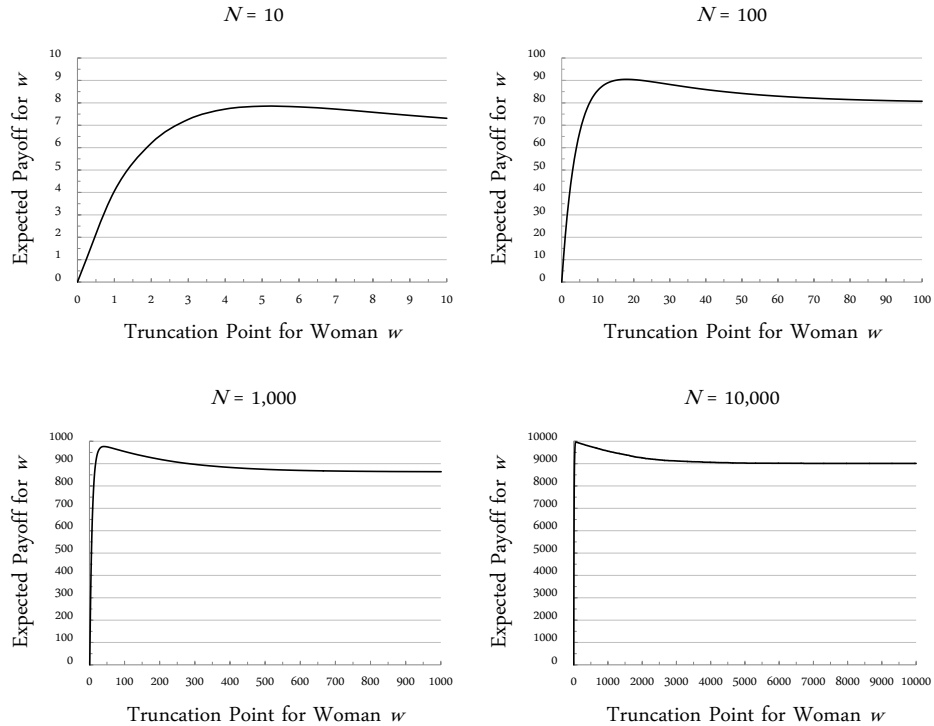 N = 10
Expected Payoff for w
10
9
8
7
6
5
4
3
2
1
0
0 1 2 3 4 5 6 7 8 9 10
Truncation Point for Woman w
N = 100
Expected Payoff for w
100
90
80
70
60
50
40
30
20
10
0
0 10 20 30 40 50 60 70 80 90 100
Truncation Point for Woman w
N = 1,000
Expected Payoff for w
1000
900
800
700
600
500
400
300
200
100
0
0 100 200 300 400 500 600 700 800 900 1000
Truncation Point for Woman w
N = 10,000
Expected Payoff for w
10000
9000
8000
7000
6000
5000
4000
3000
2000
1000
0
0 1000 2000 3000 4000 5000 6000 7000 8000 9000 10000
Truncation Point for Woman w